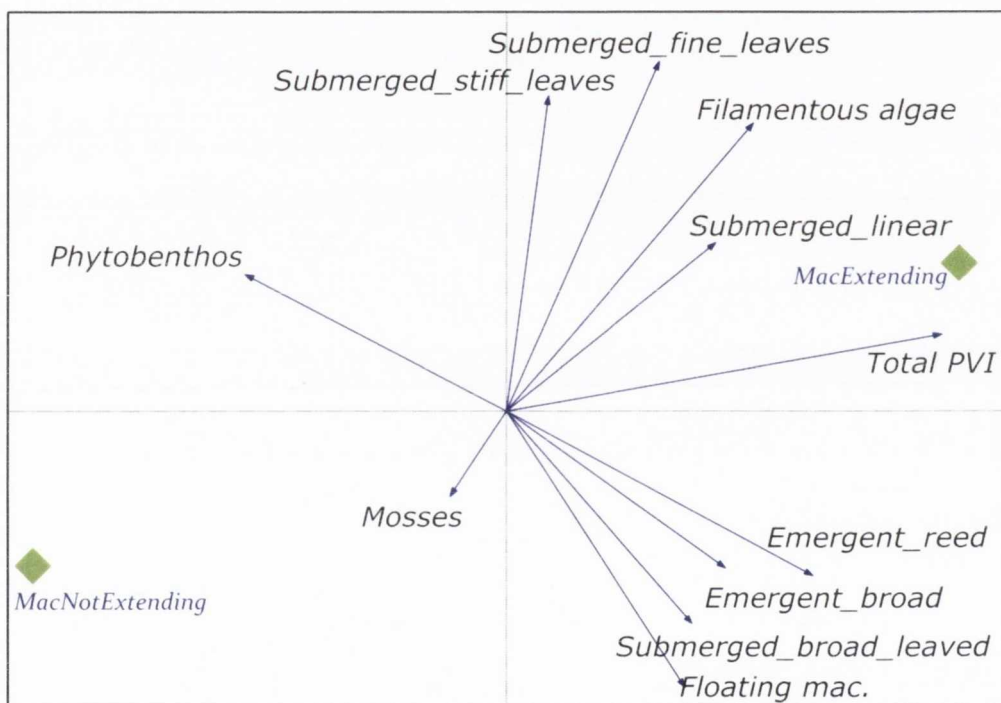 Submerged_fine_leaves
Submerged_stiff_leaves
Filamentous algae
Submerged_linear
Phytobenthos
MacExtending
Total PVI
Mosses
Emergent_reed
MacNotExtending
Emergent_broad
Submerged_broad_leaved
Floating mac.